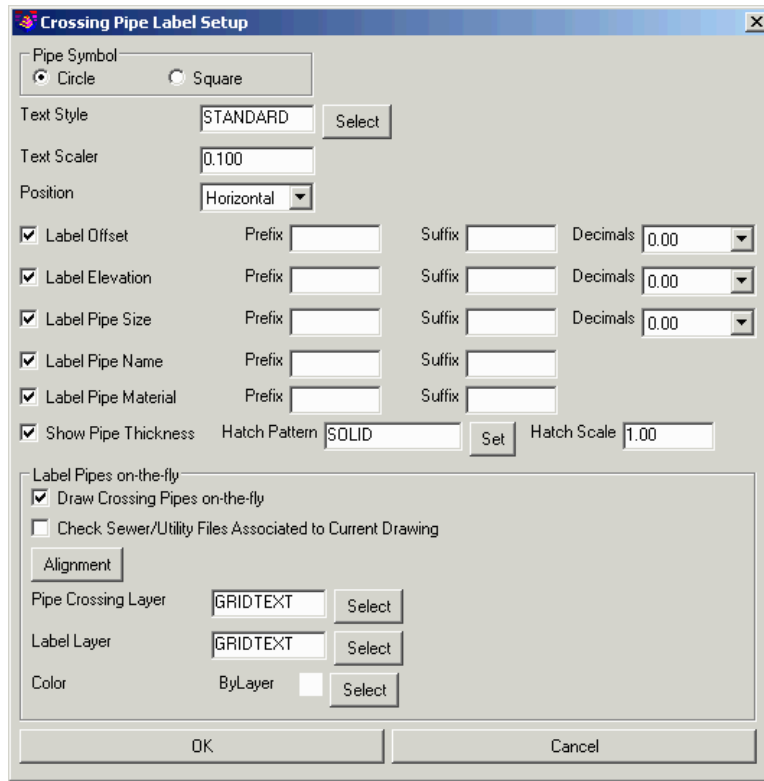 Crossing Pipe Label Setup
Pipe Symbol
Circle Square
Text Style STANDARD Select
Text Scaler 0.100
Position Horizontal
Label Offset Prefix Suffix Decimals 0.00
Label Elevation Prefix Suffix Decimals 0.00
Label Pipe Size Prefix Suffix Decimals 0.00
Label Pipe Name Prefix Suffix
Label Pipe Material Prefix Suffix
Show Pipe Thickness Hatch Pattern SOLID Set Hatch Scale 1.00
Label Pipes on-the-fly
Draw Crossing Pipes on-the-fly
Check Sewer/Utility Files Associated to Current Drawing
Alignment
Pipe Crossing Layer GRIDTEXT Select
Label Layer GRIDTEXT Select
Color ByLayer Select
OK Cancel